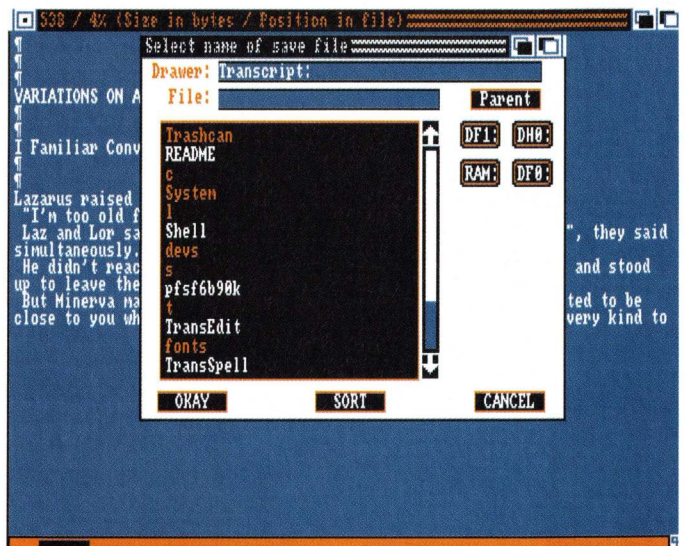 538 / 4% (Size in bytes / Position in file)
Select name of save file
Drawer: Transcript:
File:
Parent
Trashcan
README
c
System
l
Shell
devs
s
pfsf6b90k
t
TransEdit
fonts
TransSpell
DF1: DH0:
RAM: DF0:
OKAY SORT CANCEL
¶
¶
¶
VARIATIONS ON A
¶
¶
I Familiar Conv
¶
¶
Lazarus raised
"I'm too old f
Laz and Lor sa ", they said
simultaneously.
He didn't reac and stood
up to leave the
But Minerva ma ted to be
close to you wh very kind to